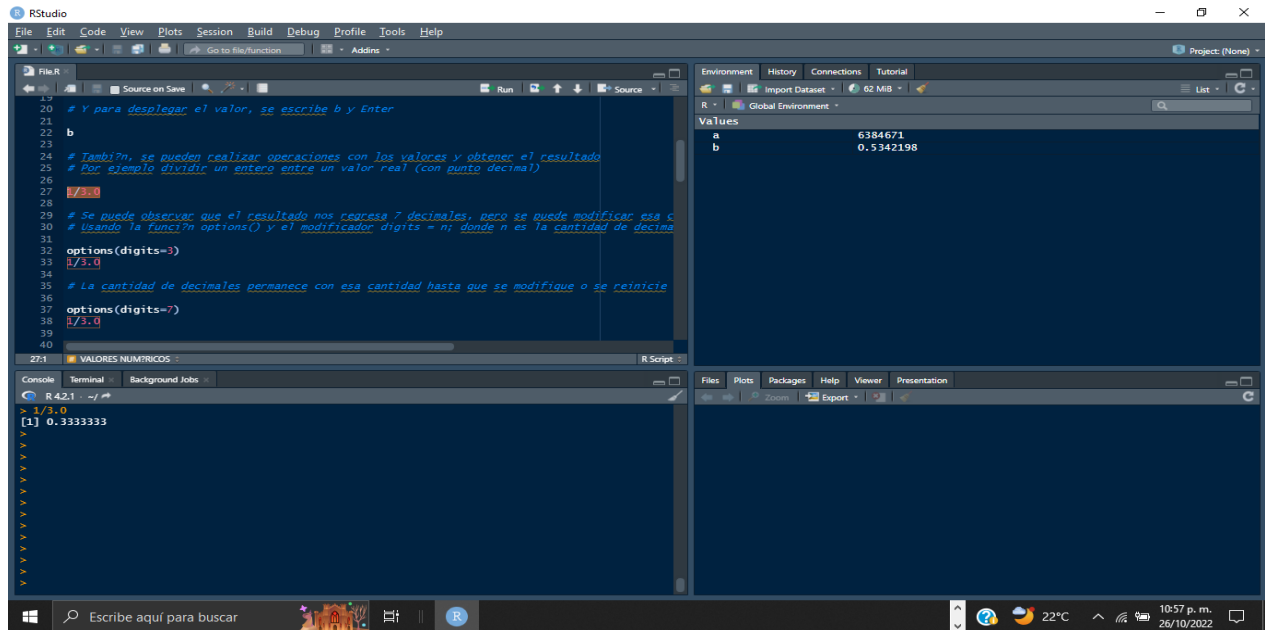 RStudio
File Edit Code View Plots Session Build Debug Profile Tools Help
Go to file/function Addins
Project: (None)
File.R
Source on Save Run Source
19
20 # Y para desplegar el valor, se escribe b y Enter
21
22 b
23
24 # Tambi?n, se pueden realizar operaciones con los valores y obtener el resultado
25 # Por ejemplo dividir un entero entre un valor real (con punto decimal)
26
27 1/3.0
28
29 # Se puede observar que el resultado nos regresa 7 decimales, pero se puede modificar esa c
30 # Usando la funci?n options() y el modificador digits = n; donde n es la cantidad de decima
31
32 options(digits=3)
33 1/3.0
34
35 # La cantidad de decimales permanece con esa cantidad hasta que se modifique o se reinicie
36
37 options(digits=7)
38 1/3.0
39
40
27:1 VALORES NUM?RICOS R Script
Console Terminal Background Jobs
R 4.2.1 · ~/
> 1/3.0
[1] 0.3333333
>
>
>
>
>
>
>
>
>
>
>
>
>
>
Environment History Connections Tutorial
Import Dataset 62 MiB List
R Global Environment
Values
a 6384671
b 0.5342198
Files Plots Packages Help Viewer Presentation
Zoom Export
Escribe aquí para buscar
R
22°C
10:57 p. m.
26/10/2022